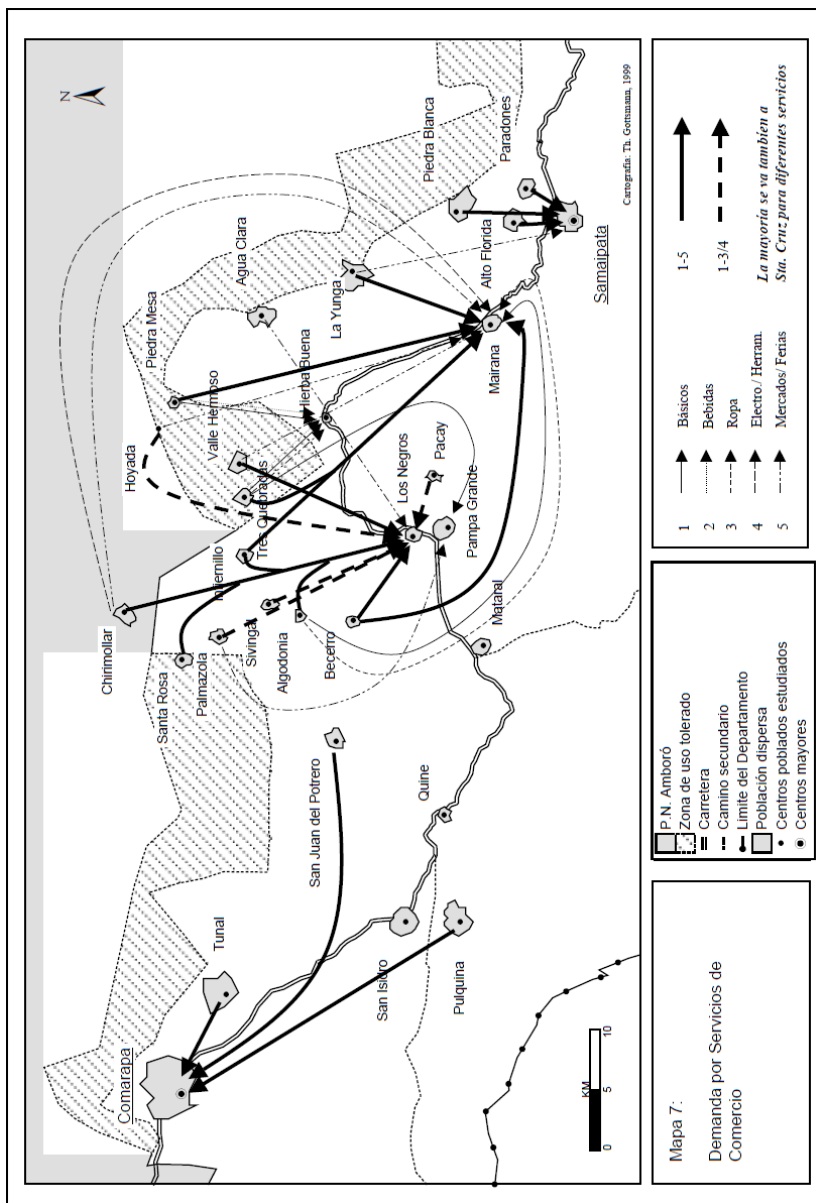 N
Comarapa
Tunal
San Juan del Potrero
San Isidro
Pulquina
Quine
Mataral
Chirimollar
Santa Rosa
Palmazola
Sivingal
Algodonia
Becerro
Infiernillo
Tres Quebradas
Valle Hermoso
Hoyada
Piedra Mesa
Hierba Buena
Agua Clara
La Yunga
Los Negros
Pacay
Pampa Grande
Mairana
Alto Florida
Piedra Blanca
Paradones
Samaipata
KM
0 5 10
Cartografía: Th. Gottsmann, 1999
Mapa 7:
Demanda por Servicios de
Comercio
P.N. Amboró
Zona de uso tolerado
Carretera
Camino secundario
Limite del Departamento
Población dispersa
Centros poblados estudiados
Centros mayores
1 Básicos
2 Bebidas
3 Ropa
4 Electro / Herram.
5 Mercados/ Ferias
1-5
1-3/4
La mayoría se va tambien a
Sta. Cruz para diferentes servicios